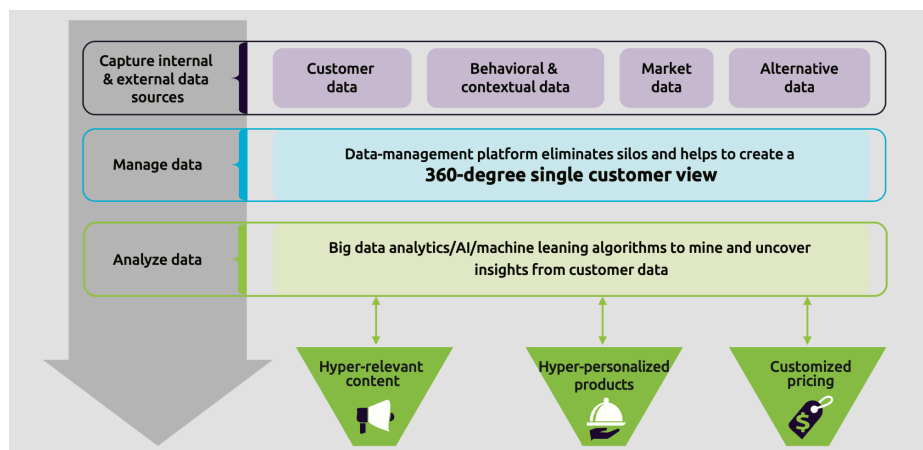 Capture internal
& external data
sources
Customer
data
Behavioral &
contextual data
Market
data
Alternative
data
Manage data
Data-management platform eliminates silos and helps to create a
360-degree single customer view
Analyze data
Big data analytics/AI/machine leaning algorithms to mine and uncover
insights from customer data
Hyper-relevant
content
Hyper-personalized
products
Customized
pricing
$